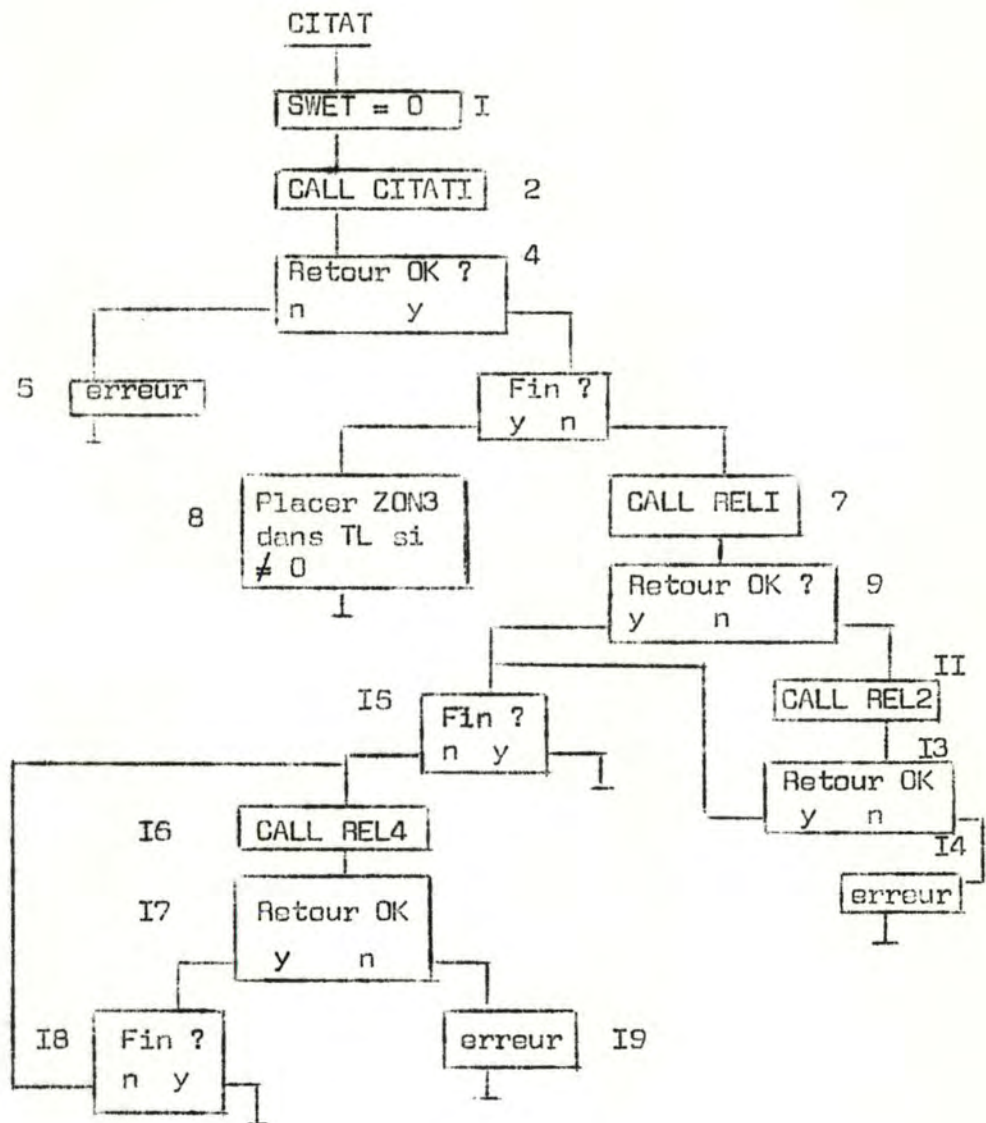 CITAT
SWET = 0 I
CALL CITATI 2
4
Retour OK ?
n y
5 erreur
Fin ?
y n
8 Placer ZON3
dans TL si
≠ 0
CALL RELI 7
Retour OK ? 9
y n
II
CALL REL2
I5 Fin ?
n y
I3
Retour OK
y n
I4
erreur
I6 CALL REL4
I7 Retour OK
y n
I8 Fin ?
n y
erreur I9